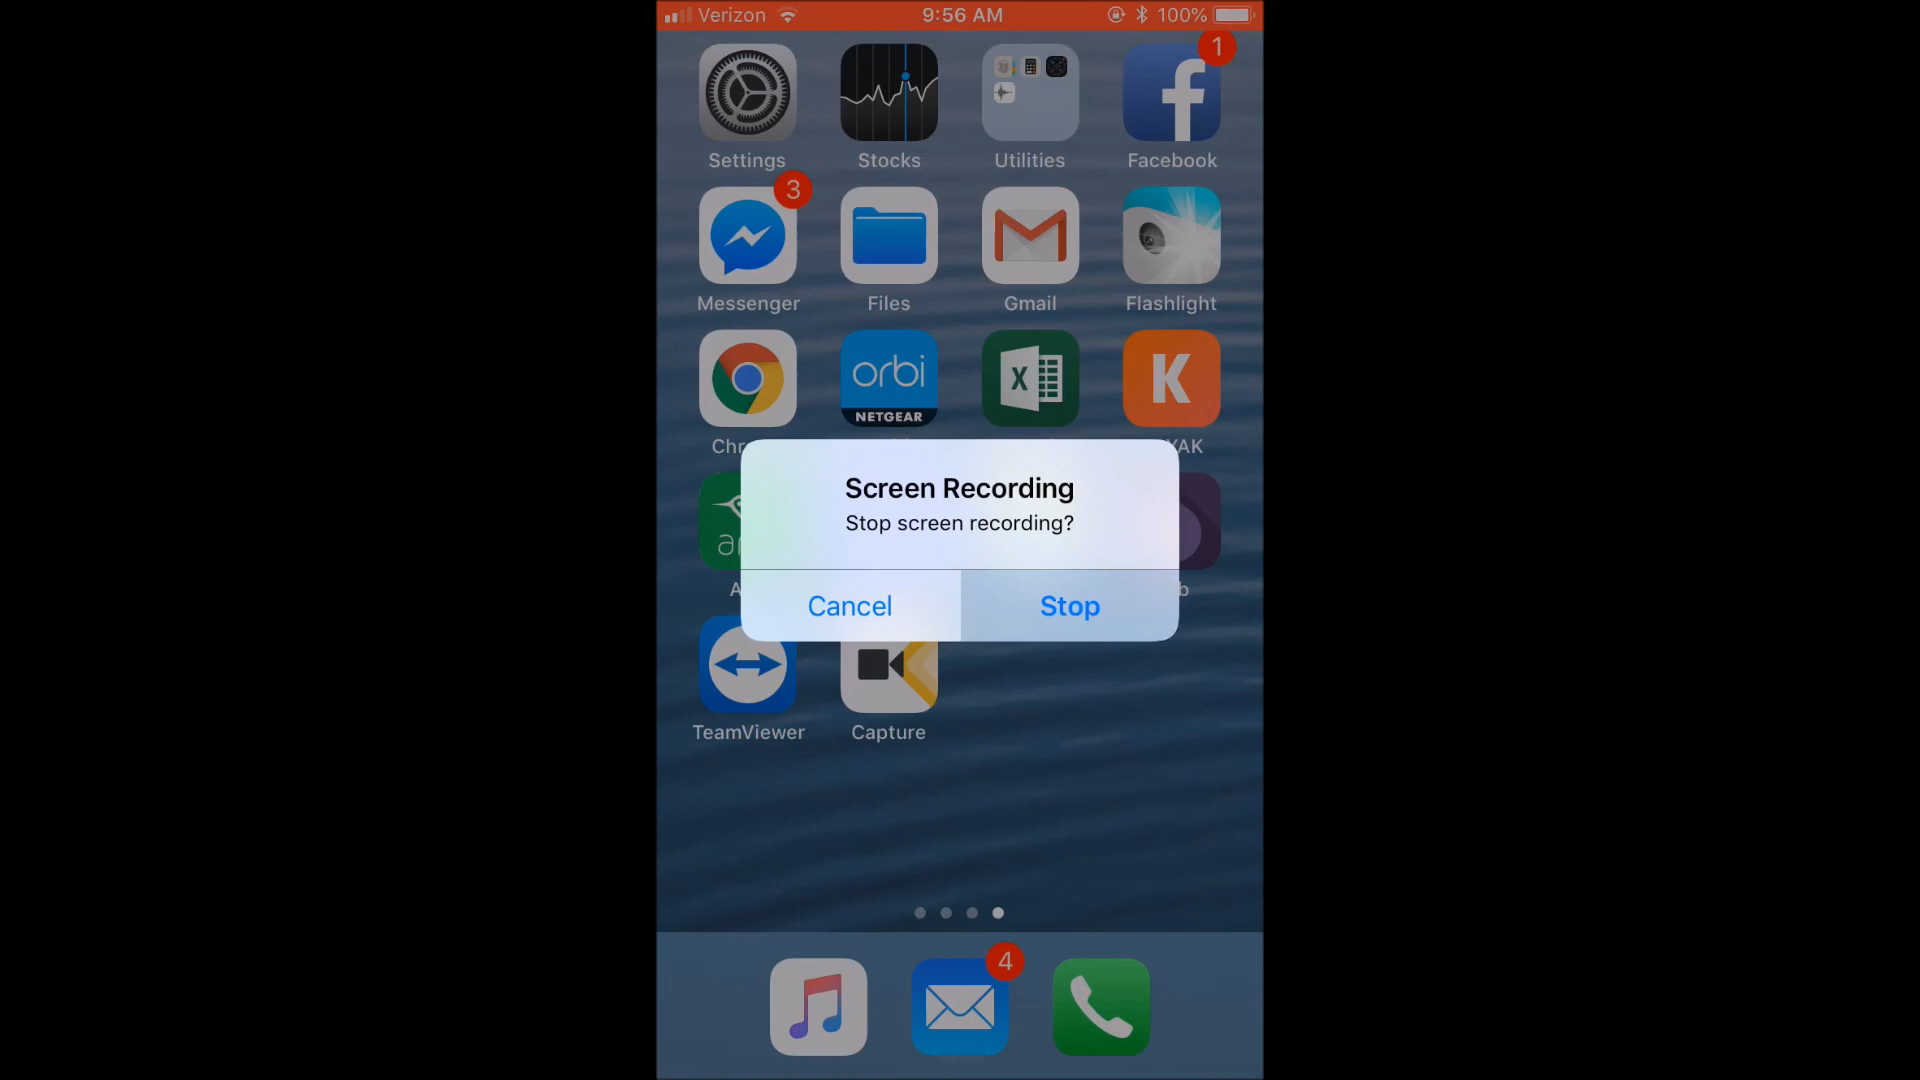 Verizon 9:56 AM 100%
1
Settings Stocks Utilities Facebook
3
Messenger Files Gmail Flashlight
orbi
NETGEAR
X
K
Screen Recording
Stop screen recording?
Cancel Stop
TeamViewer Capture
4